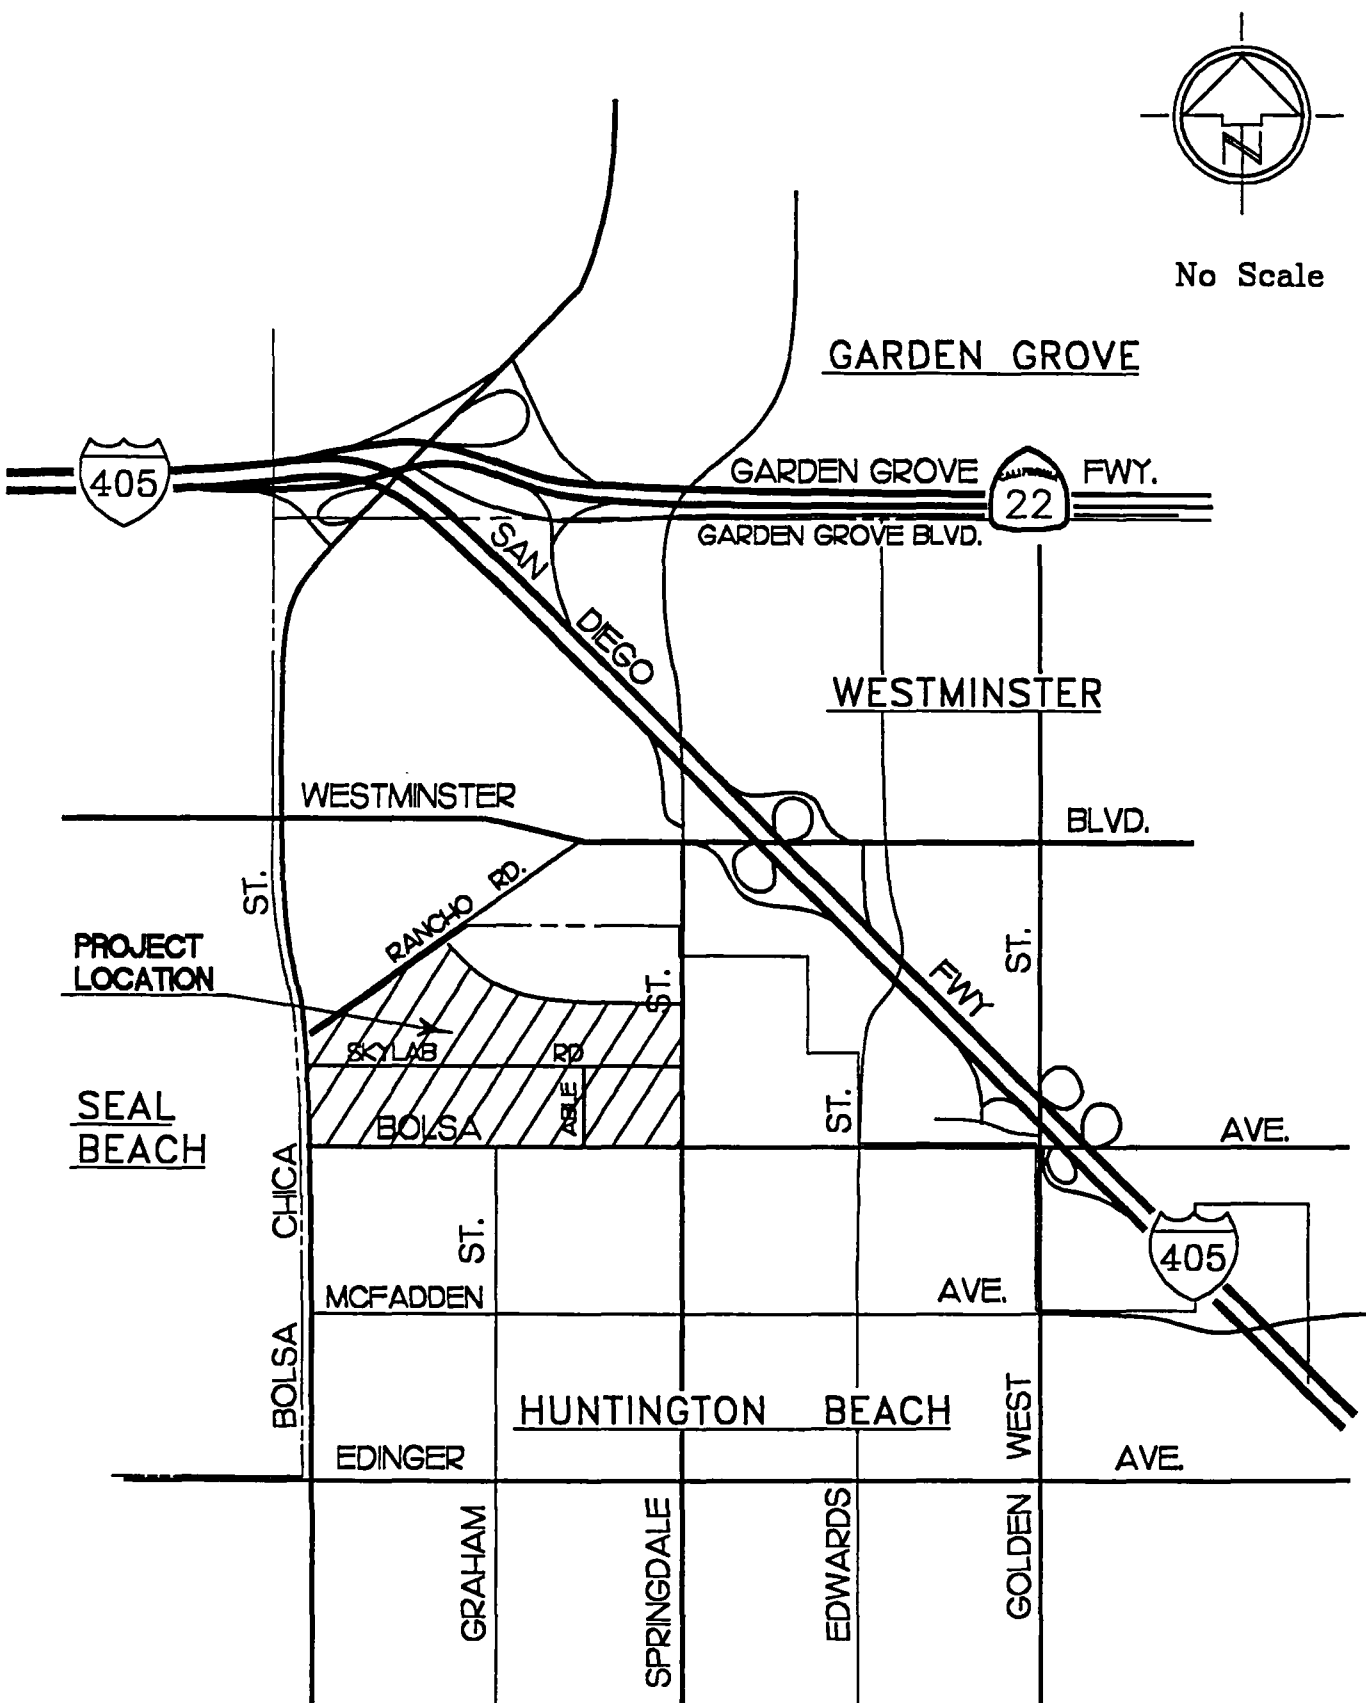 N
No Scale
GARDEN GROVE
405
GARDEN GROVE
CALIFORNIA
22
FWY.
GARDEN GROVE BLVD.
SAN
DIEGO
WESTMINSTER
WESTMINSTER
BLVD.
ST.
RANCHO RD.
PROJECT
LOCATION
ST.
ST.
FWY
SKYLAB RD
ABLE
SEAL
BEACH
BOLSA
ST.
AVE.
CHICA
ST.
405
MCFADDEN
AVE.
BOLSA
HUNTINGTON BEACH
WEST
EDINGER
AVE.
GRAHAM
SPRINGDALE
EDWARDS
GOLDEN